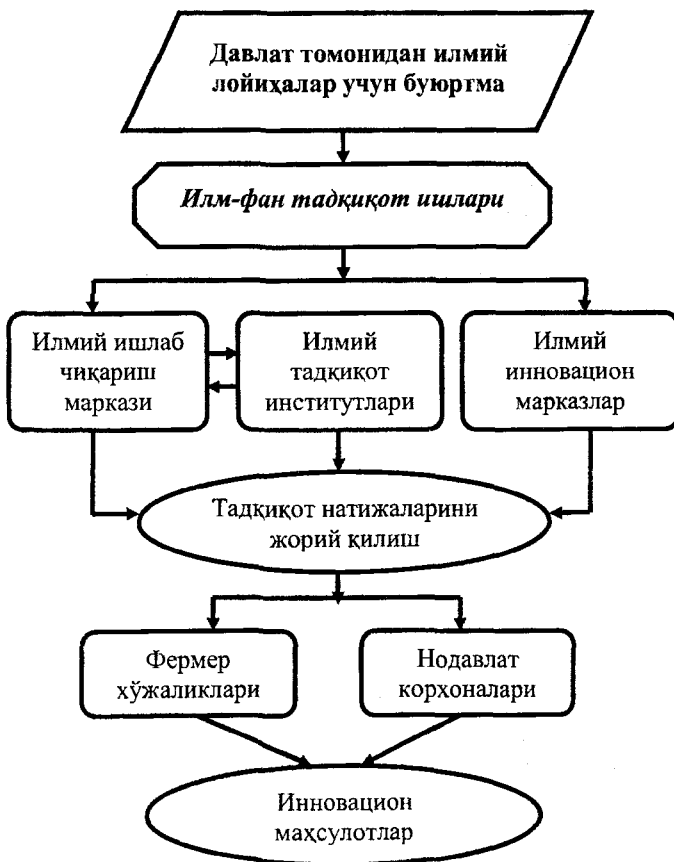 Давлат томонидан илмий
лойиҳалар учун буюртма
Илм-фан тадқиқот ишлари
Илмий ишлаб
чиқариш
маркази
Илмий
тадқиқот
институтлари
Илмий
инновацион
марказлар
Тадқиқот натижаларини
жорий қилиш
Фермер
хўжаликлари
Нодавлат
корхоналари
Инновацион
маҳсулотлар